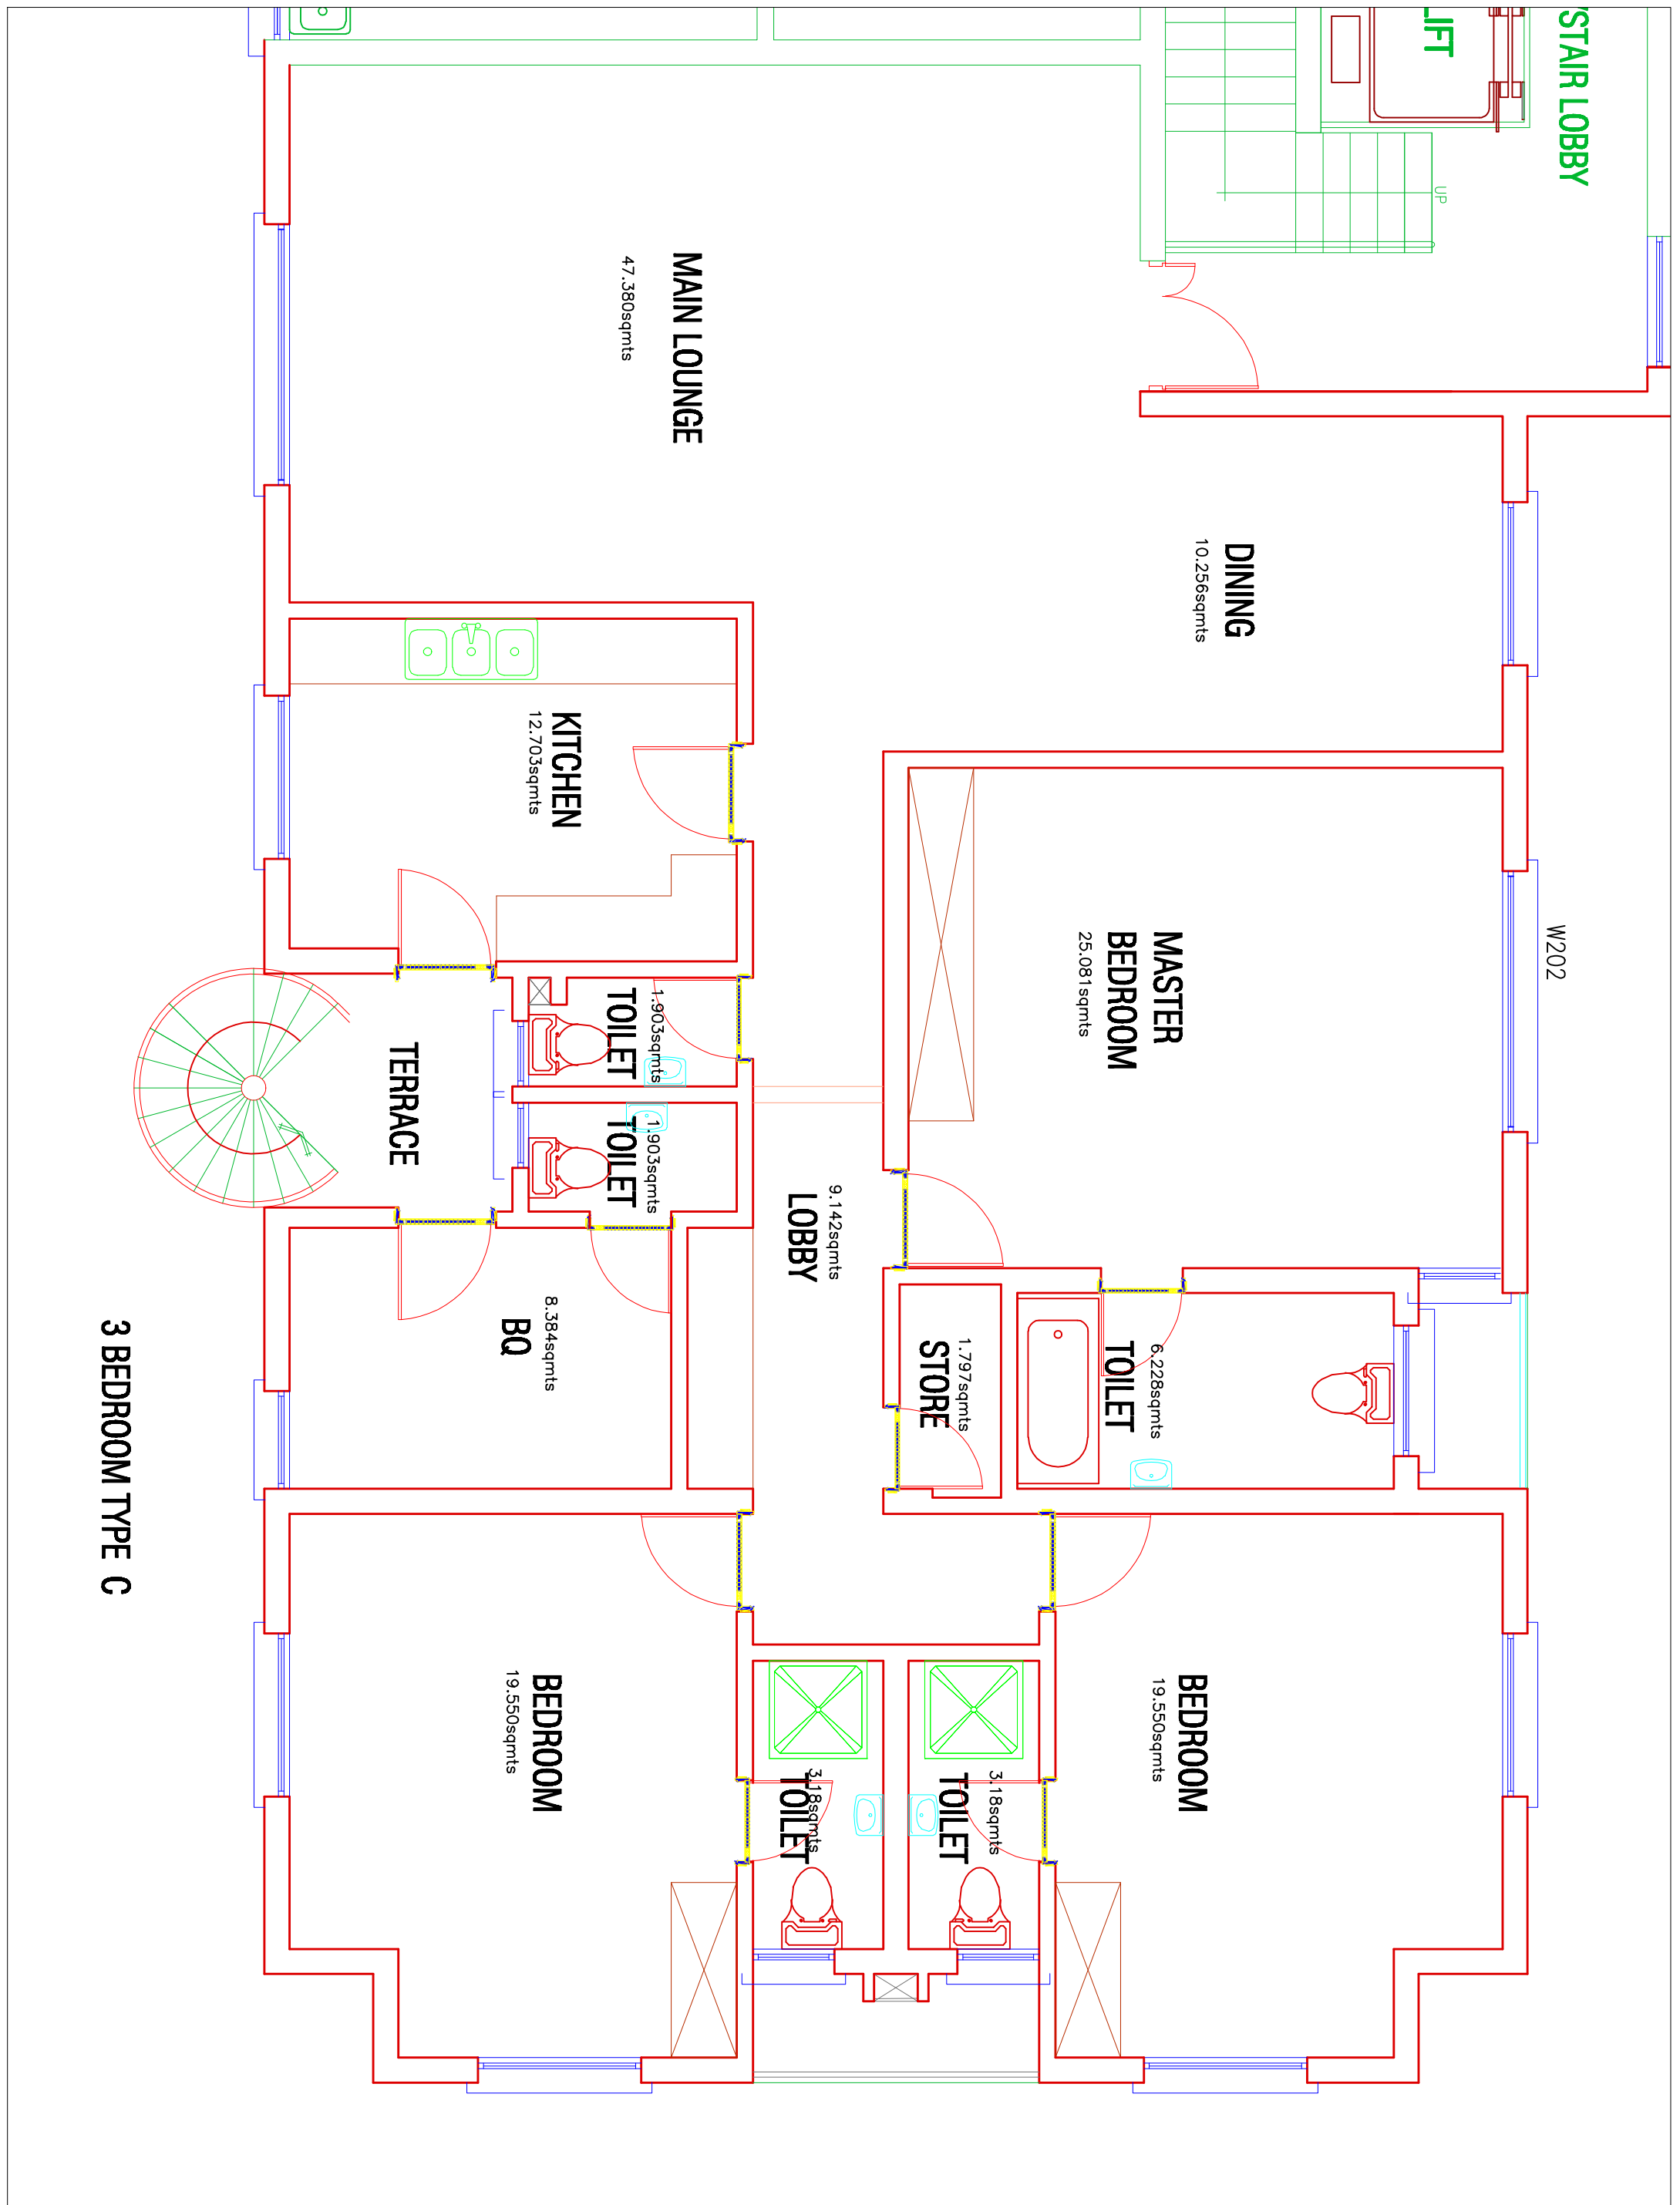 STAIR LOBBY
LIFT
UP
W202
DINING
10.256sqmts
MAIN LOUNGE
47.380sqmts
MASTER
BEDROOM
25.081sqmts
KITCHEN
12.703sqmts
1.903sqmts
TOILET
1.903sqmts
TOILET
TERRACE
9.142sqmts
LOBBY
6.228sqmts
TOILET
1.797sqmts
STORE
8.384sqmts
BQ
BEDROOM
19.550sqmts
3.18sqmts
TOILET
3.18sqmts
TOILET
BEDROOM
19.550sqmts
3 BEDROOM TYPE C